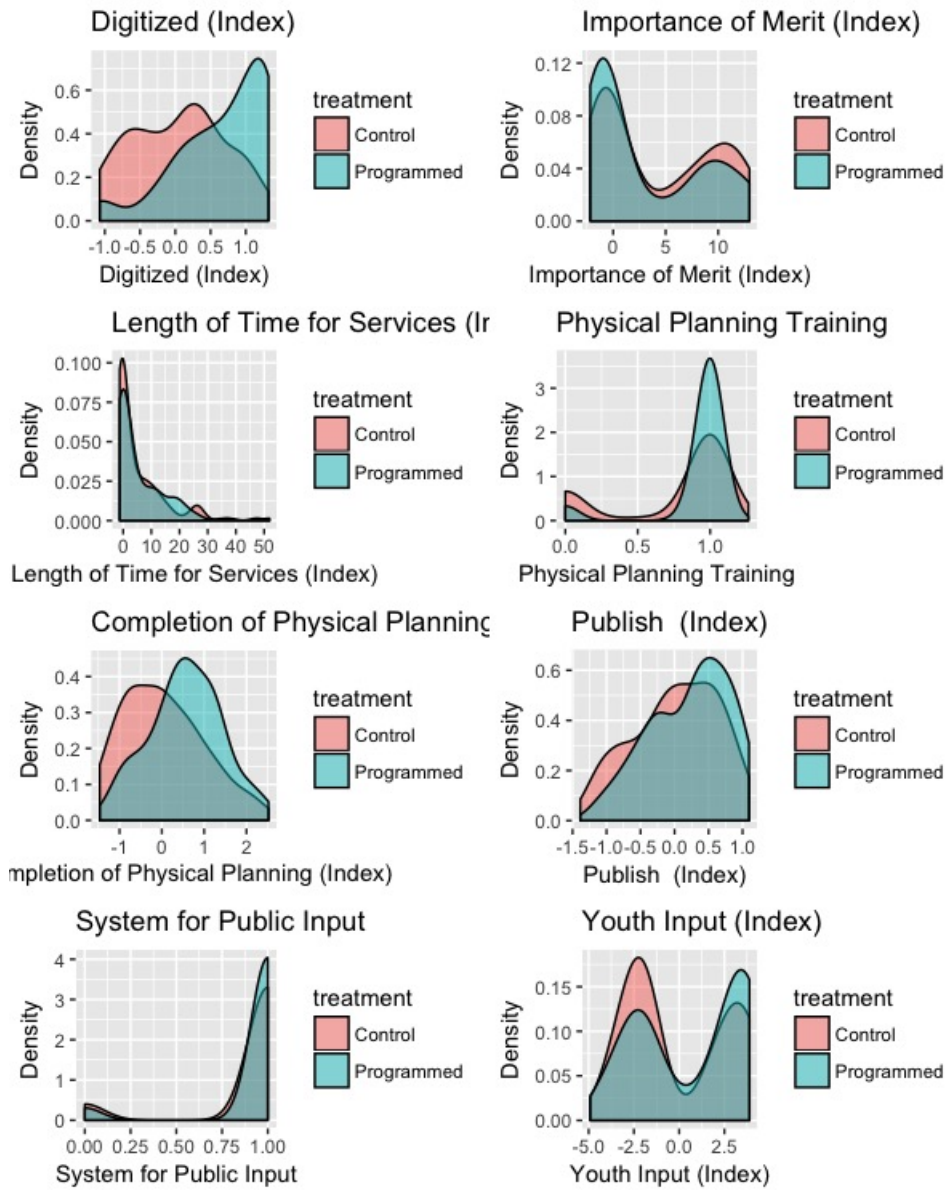 Digitized (Index)
Density
0.6
0.4
0.2
0.0
-1.0 -0.5 0.0 0.5 1.0
Digitized (Index)
treatment
Control
Programmed
Importance of Merit (Index)
Density
0.12
0.08
0.04
0.00
0 5 10
Importance of Merit (Index)
treatment
Control
Programmed
Length of Time for Services (Ir
Density
0.100
0.075
0.050
0.025
0.000
0 10 20 30 40 50
Length of Time for Services (Index)
treatment
Control
Programmed
Physical Planning Training
Density
3
2
1
0
0.0 0.5 1.0
Physical Planning Training
treatment
Control
Programmed
Completion of Physical Planning
Density
0.4
0.3
0.2
0.1
0.0
-1 0 1 2
mpletion of Physical Planning (Index)
treatment
Control
Programmed
Publish (Index)
Density
0.6
0.4
0.2
0.0
-1.5 -1.0 -0.5 0.0 0.5 1.0
Publish (Index)
treatment
Control
Programmed
System for Public Input
Density
4
3
2
1
0
0.00 0.25 0.50 0.75 1.00
System for Public Input
treatment
Control
Programmed
Youth Input (Index)
Density
0.15
0.10
0.05
0.00
-5.0 -2.5 0.0 2.5
Youth Input (Index)
treatment
Control
Programmed